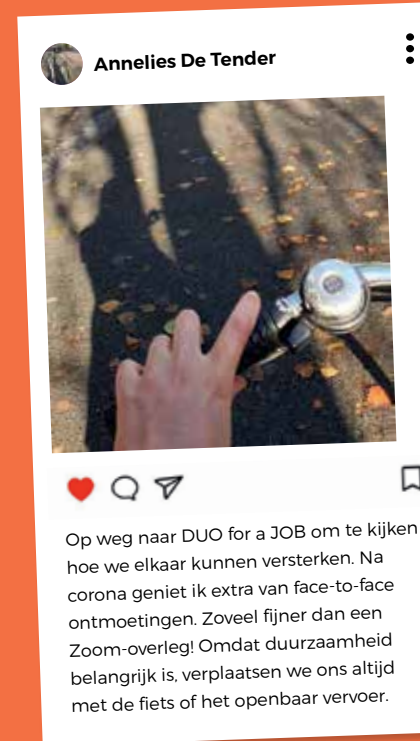 Annelies De Tender
Op weg naar DUO for a JOB om te kijken
hoe we elkaar kunnen versterken. Na
corona geniet ik extra van face-to-face
ontmoetingen. Zoveel fijner dan een
Zoom-overleg! Omdat duurzaamheid
belangrijk is, verplaatsen we ons altijd
met de fiets of het openbaar vervoer.